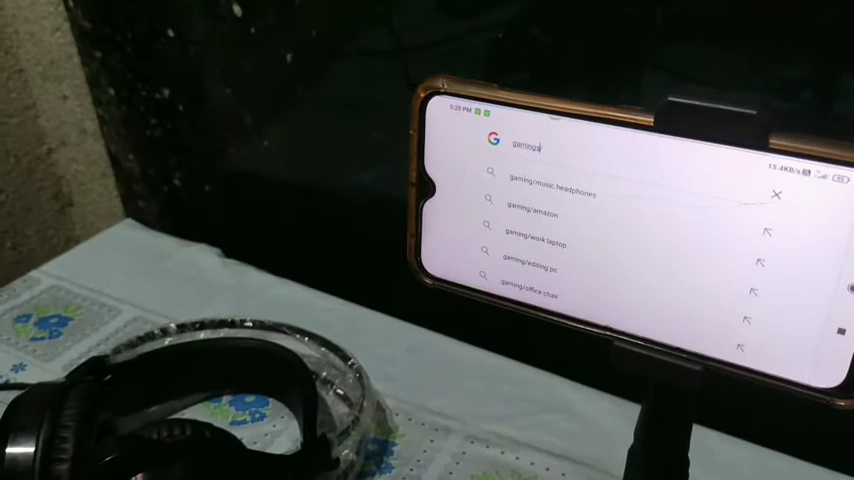 5:20 PM
15.4KB/s
G gamings
gaming/music headphones
gaming/amazon
gaming/work laptop
gaming/editing pc
gaming/office chair